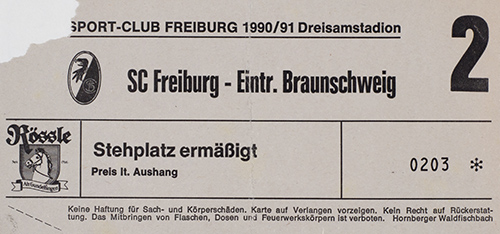 SPORT-CLUB FREIBURG 1990/91 Dreisamstadion
2
SC Freiburg - Eintr. Braunschweig
Rössle
Stehplatz ermäßigt
Preis lt. Aushang
0203 *
Keine Haftung für Sach- und Körperschäden. Karte auf Verlangen vorzeigen. Kein Recht auf Rückerstat-
tung. Das Mitbringen von Flaschen, Dosen und Feuerwerkskörpern ist verboten. Hornberger Waldfischbach